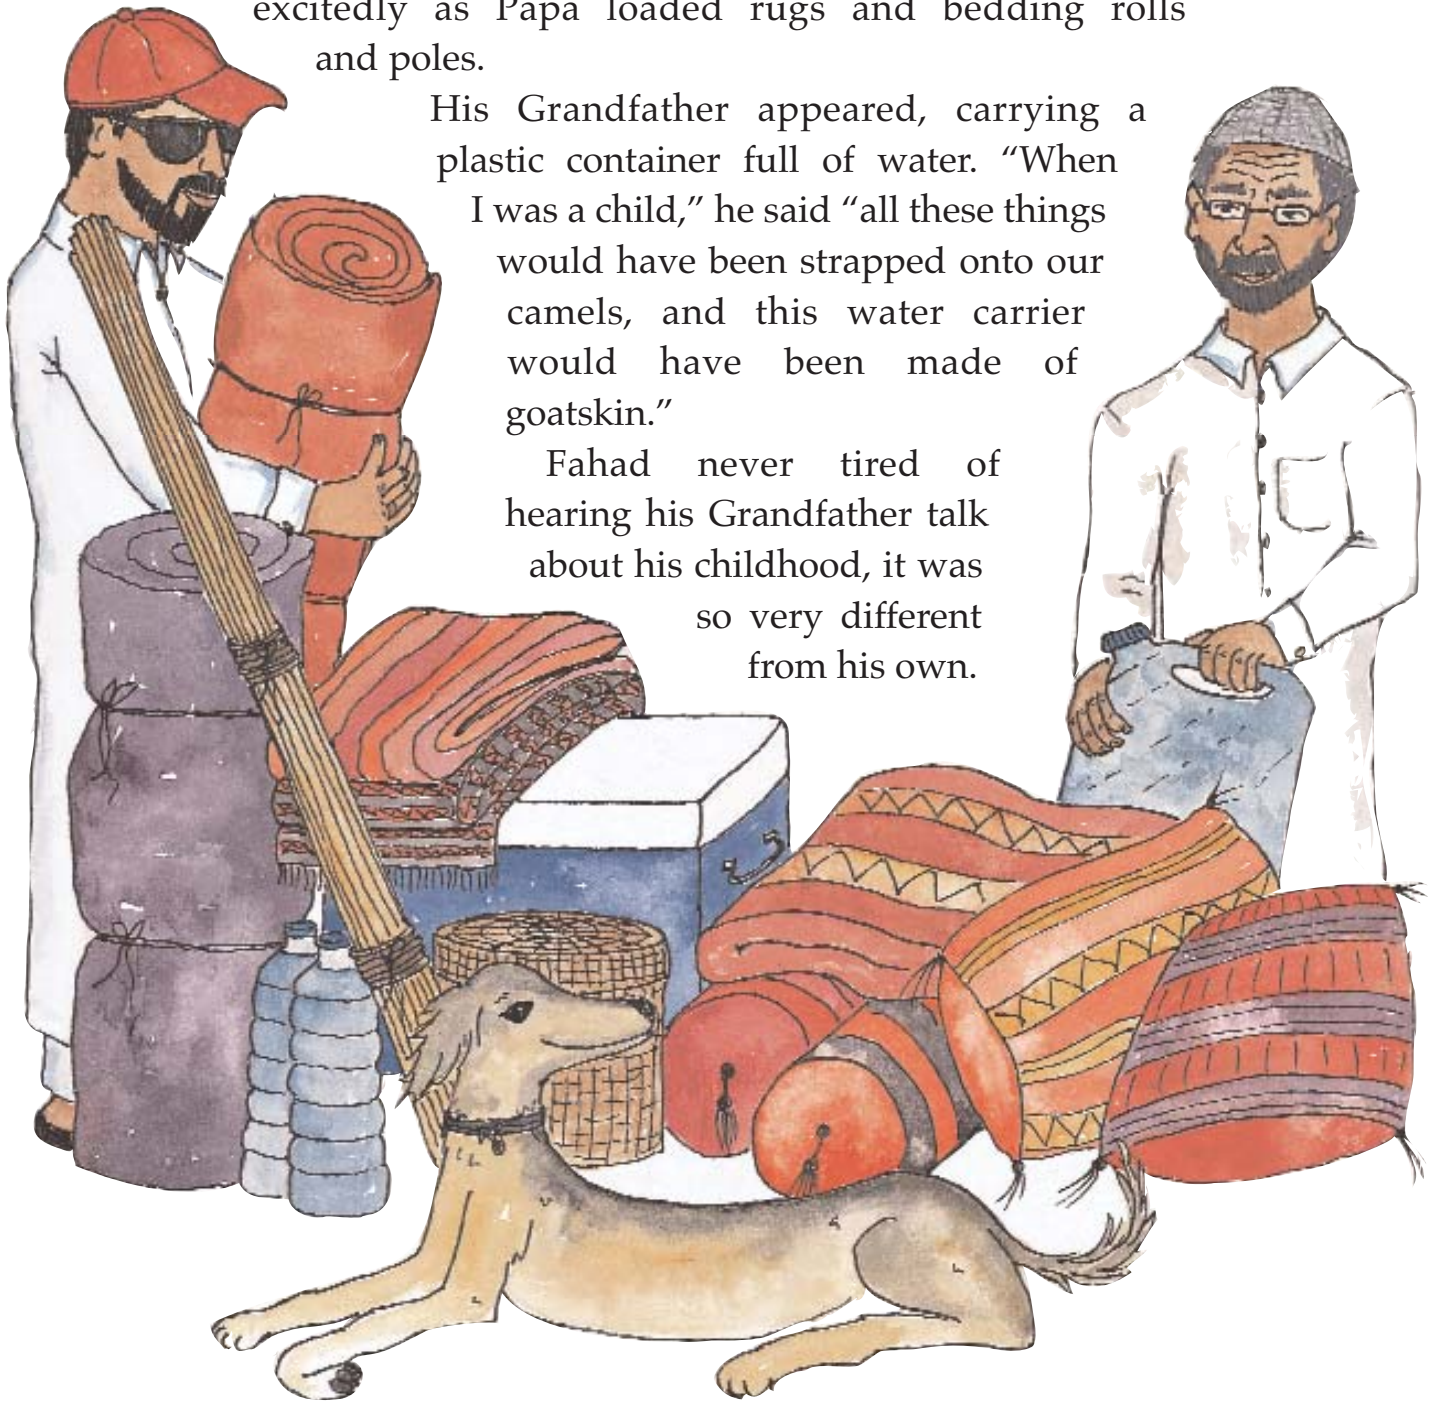 excitedly as Papa loaded rugs and bedding rolls
and poles.
His Grandfather appeared, carrying a
plastic container full of water. “When
I was a child,” he said “all these things
would have been strapped onto our
camels, and this water carrier
would have been made of
goatskin.”
Fahad never tired of
hearing his Grandfather talk
about his childhood, it was
so very different
from his own.